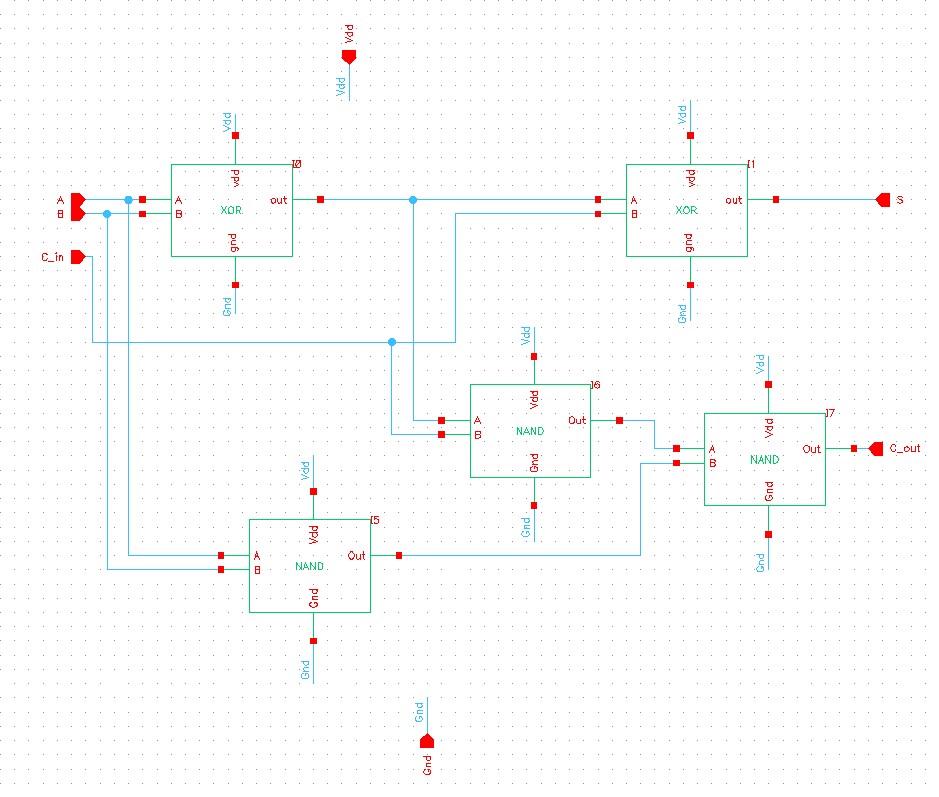 Vdd
Vdd
Vdd
Vdd
I0
I1
vdd
vdd
A
A
out
A
out
S
B
B
XOR
B
XOR
gnd
gnd
C_in
Gnd
Gnd
Vdd
Vdd
I6
Vdd
I7
A
Out
Vdd
B
NAND
A
Out
C_out
Gnd
B
NAND
Vdd
Gnd
I5
Gnd
Vdd
A
Out
Gnd
B
NAND
Gnd
Gnd
Gnd
Gnd